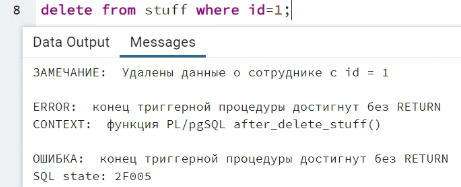 8 delete from stuff where id=1;
Data Output Messages
ЗАМЕЧАНИЕ: Удалены данные о сотруднике с id = 1
ERROR: конец триггерной процедуры достигнут без RETURN
CONTEXT: функция PL/pgSQL after_delete_stuff()
ОШИБКА: конец триггерной процедуры достигнут без RETURN
SQL state: 2F005